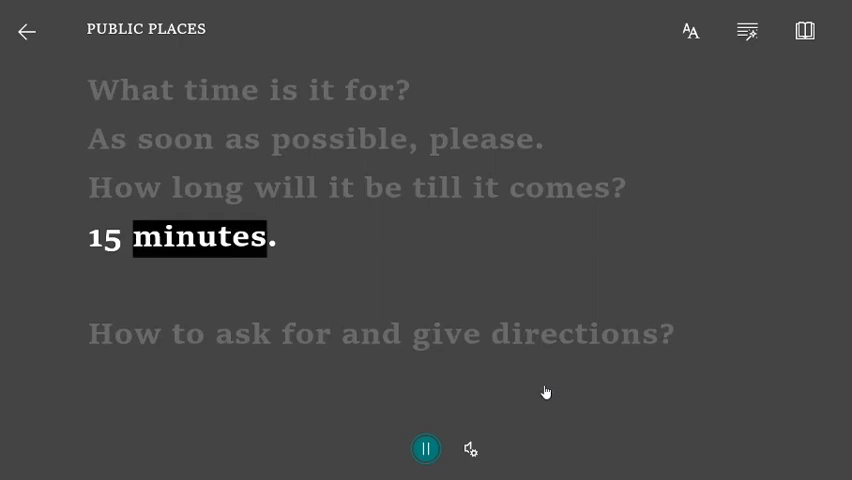 PUBLIC PLACES
What time is it for?
As soon as possible, please.
How long will it be till it comes?
15 minutes.
How to ask for and give directions?